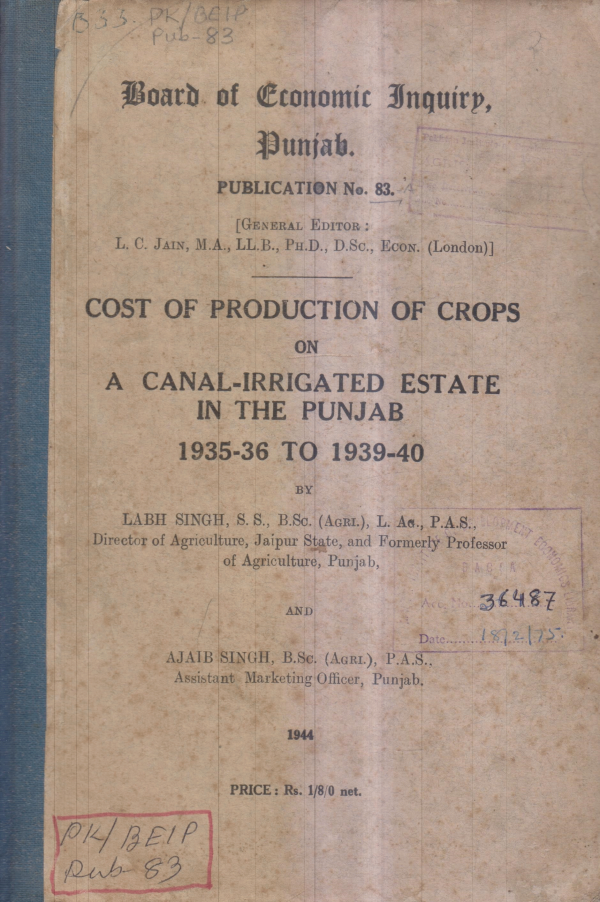 PK/BEIP
Pub-83
2
Board of Economic Inquiry,
Punjab.
PUBLICATION No. 83.
[GENERAL EDITOR :
L. C. JAIN, M.A., LL.B., PH.D., D.SC., ECON. (London)]
COST OF PRODUCTION OF CROPS
ON
A CANAL-IRRIGATED ESTATE
IN THE PUNJAB
1935-36 TO 1939-40
BY
LABH SINGH, S. S., B.SC. (AGRI.), L. AG., P.A.S.,
Director of Agriculture, Jaipur State, and Formerly Professor
of Agriculture, Punjab,
36487
AND
Date........18/2/75.
AJAIB SINGH, B.SC. (AGRI.), P.A.S.,
Assistant Marketing Officer, Punjab.
1944
PRICE : Rs. 1/8/0 net.
PK/BEIP
Pub 83